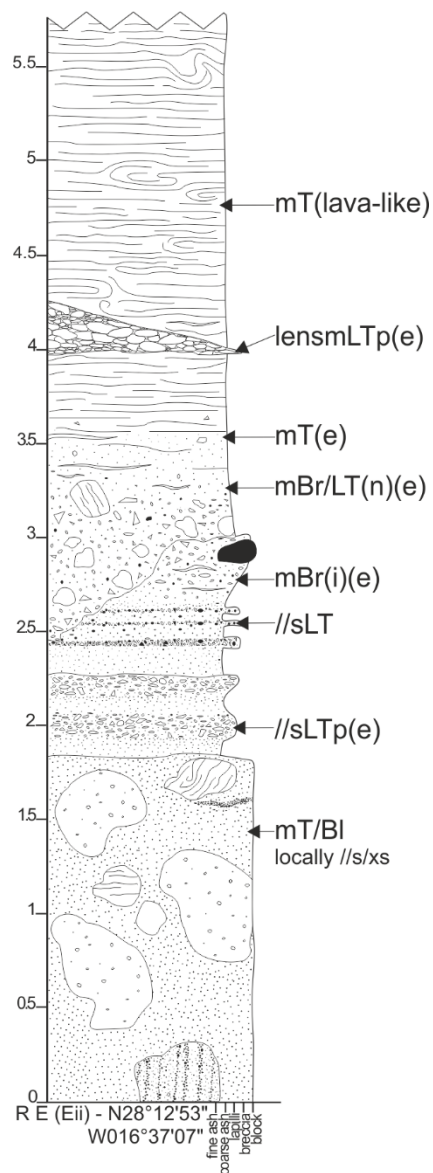 5.5
5
mT(lava-like)
4.5
lensmLTp(e)
4
mT(e)
3.5
mBr/LT(n)(e)
3
mBr(i)(e)
//sLT
2.5
//sLTp(e)
2
1.5
mT/Bl
locally //s/xs
1
0.5
0
R E (Eii) - N28°12'53"
W016°37'07"
fine ash
coarse ash
lapilli
breccia
block